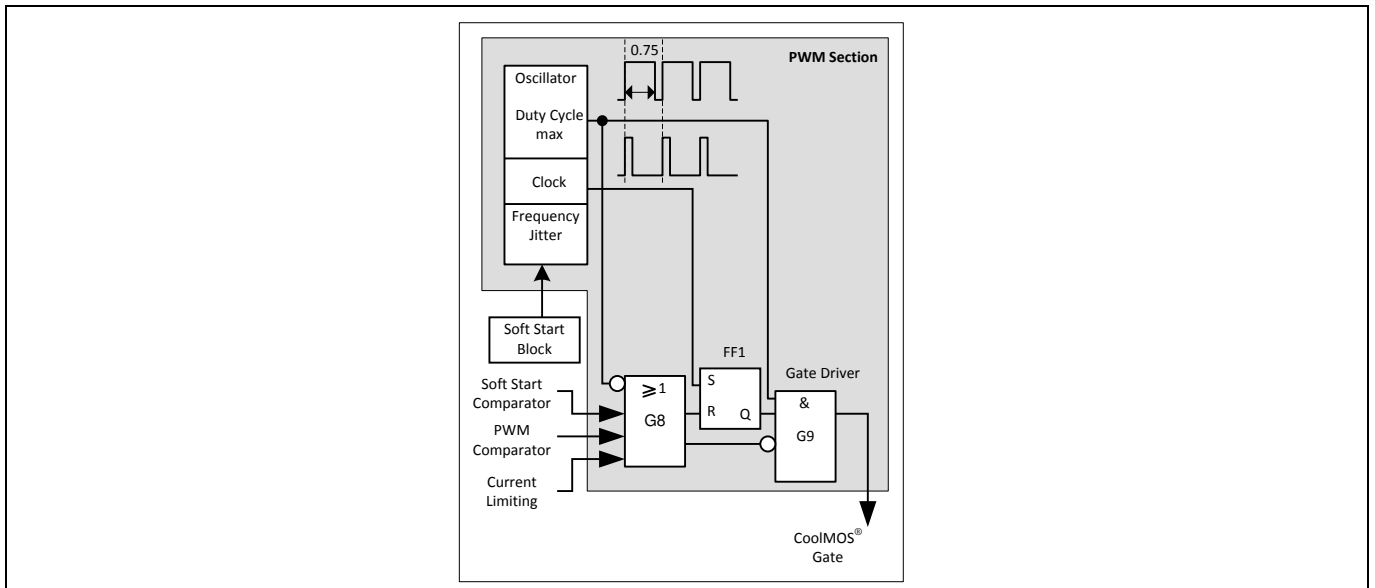 0.75
PWM Section
Oscillator
Duty Cycle
max
Clock
Frequency
Jitter
Soft Start
Block
FF1
Gate Driver
Soft Start
Comparator
PWM
Comparator
Current
Limiting
⩾1
G8
S
R Q
&
G9
CoolMOS®
Gate